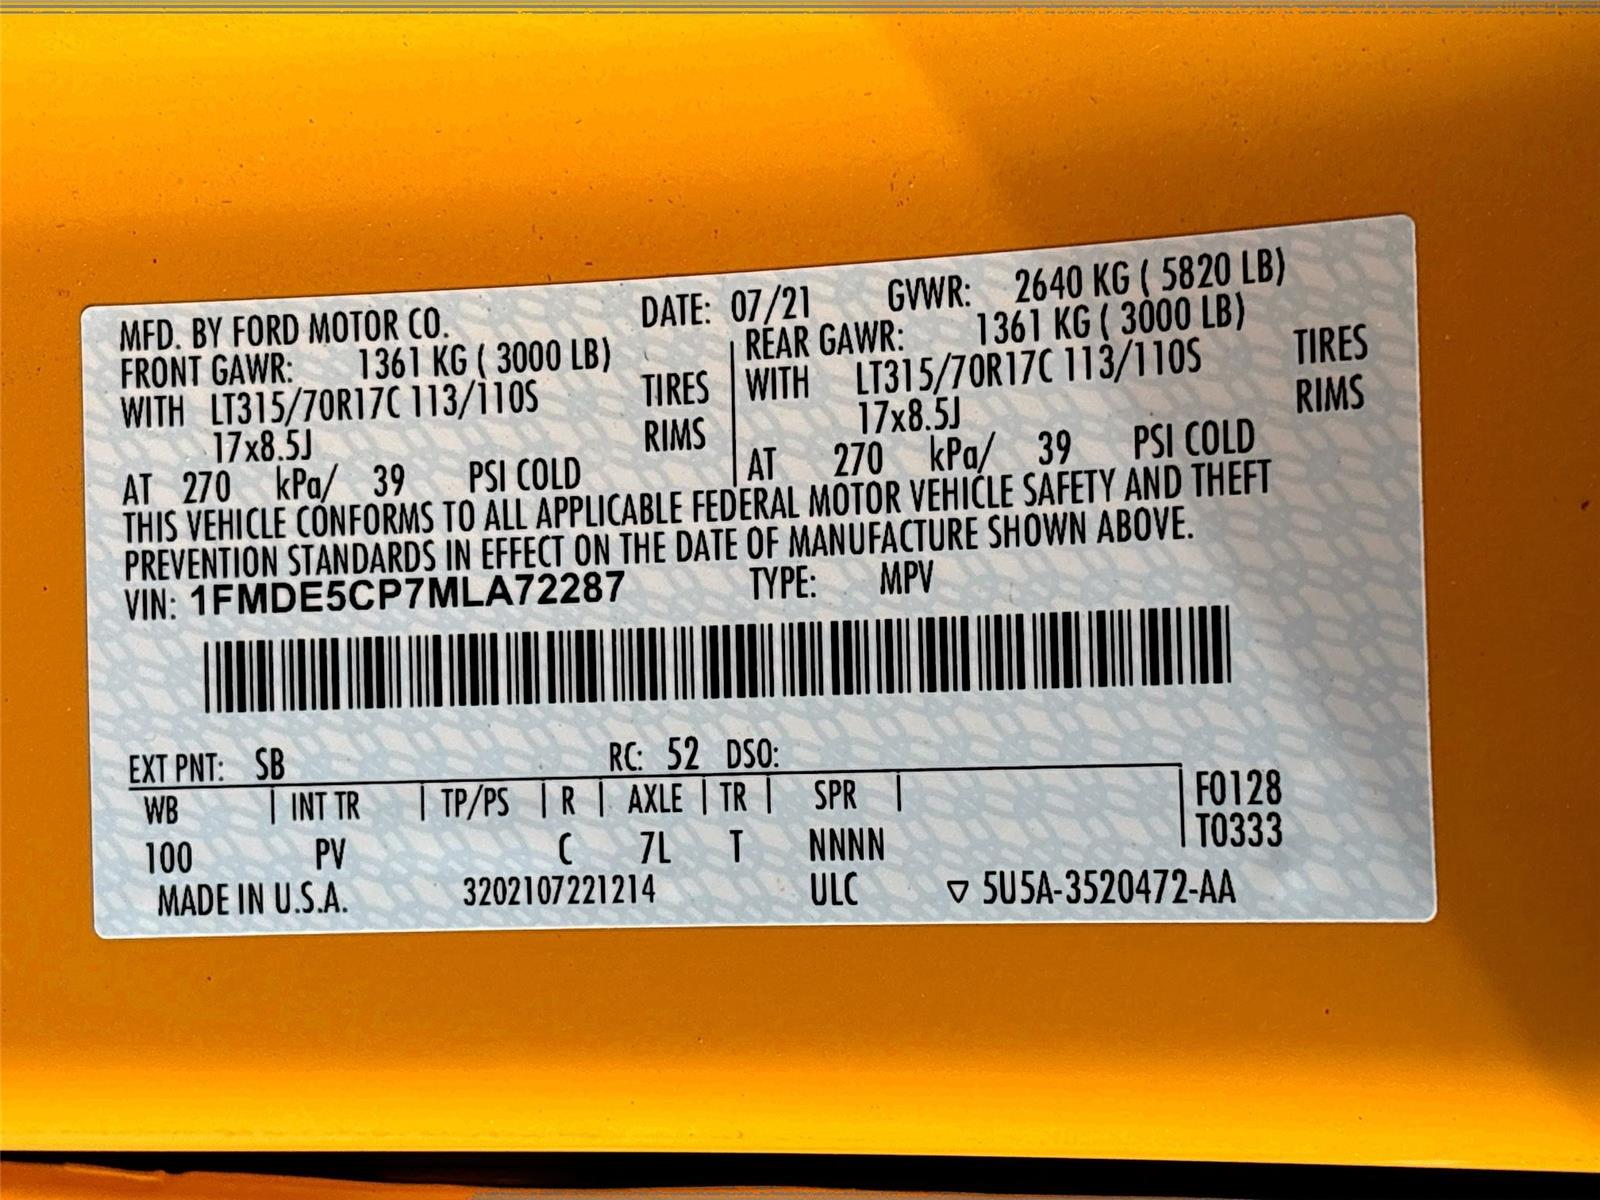 MFD. BY FORD MOTOR CO. DATE: 07/21 GVWR: 2640 KG ( 5820 LB)
FRONT GAWR: 1361 KG ( 3000 LB) REAR GAWR: 1361 KG ( 3000 LB)
WITH LT315/70R17C 113/110S TIRES WITH LT315/70R17C 113/110S TIRES
17x8.5J RIMS 17x8.5J RIMS
AT 270 kPa/ 39 PSI COLD AT 270 kPa/ 39 PSI COLD
THIS VEHICLE CONFORMS TO ALL APPLICABLE FEDERAL MOTOR VEHICLE SAFETY AND THEFT
PREVENTION STANDARDS IN EFFECT ON THE DATE OF MANUFACTURE SHOWN ABOVE.
VIN: 1FMDE5CP7MLA72287 TYPE: MPV
EXT PNT: SB RC: 52 DSO:
WB | INT TR | TP/PS | R | AXLE | TR | SPR | F0128
100 PV C 7L T NNNN T0333
MADE IN U.S.A. 3202107221214 ULC ▽ 5U5A-3520472-AA